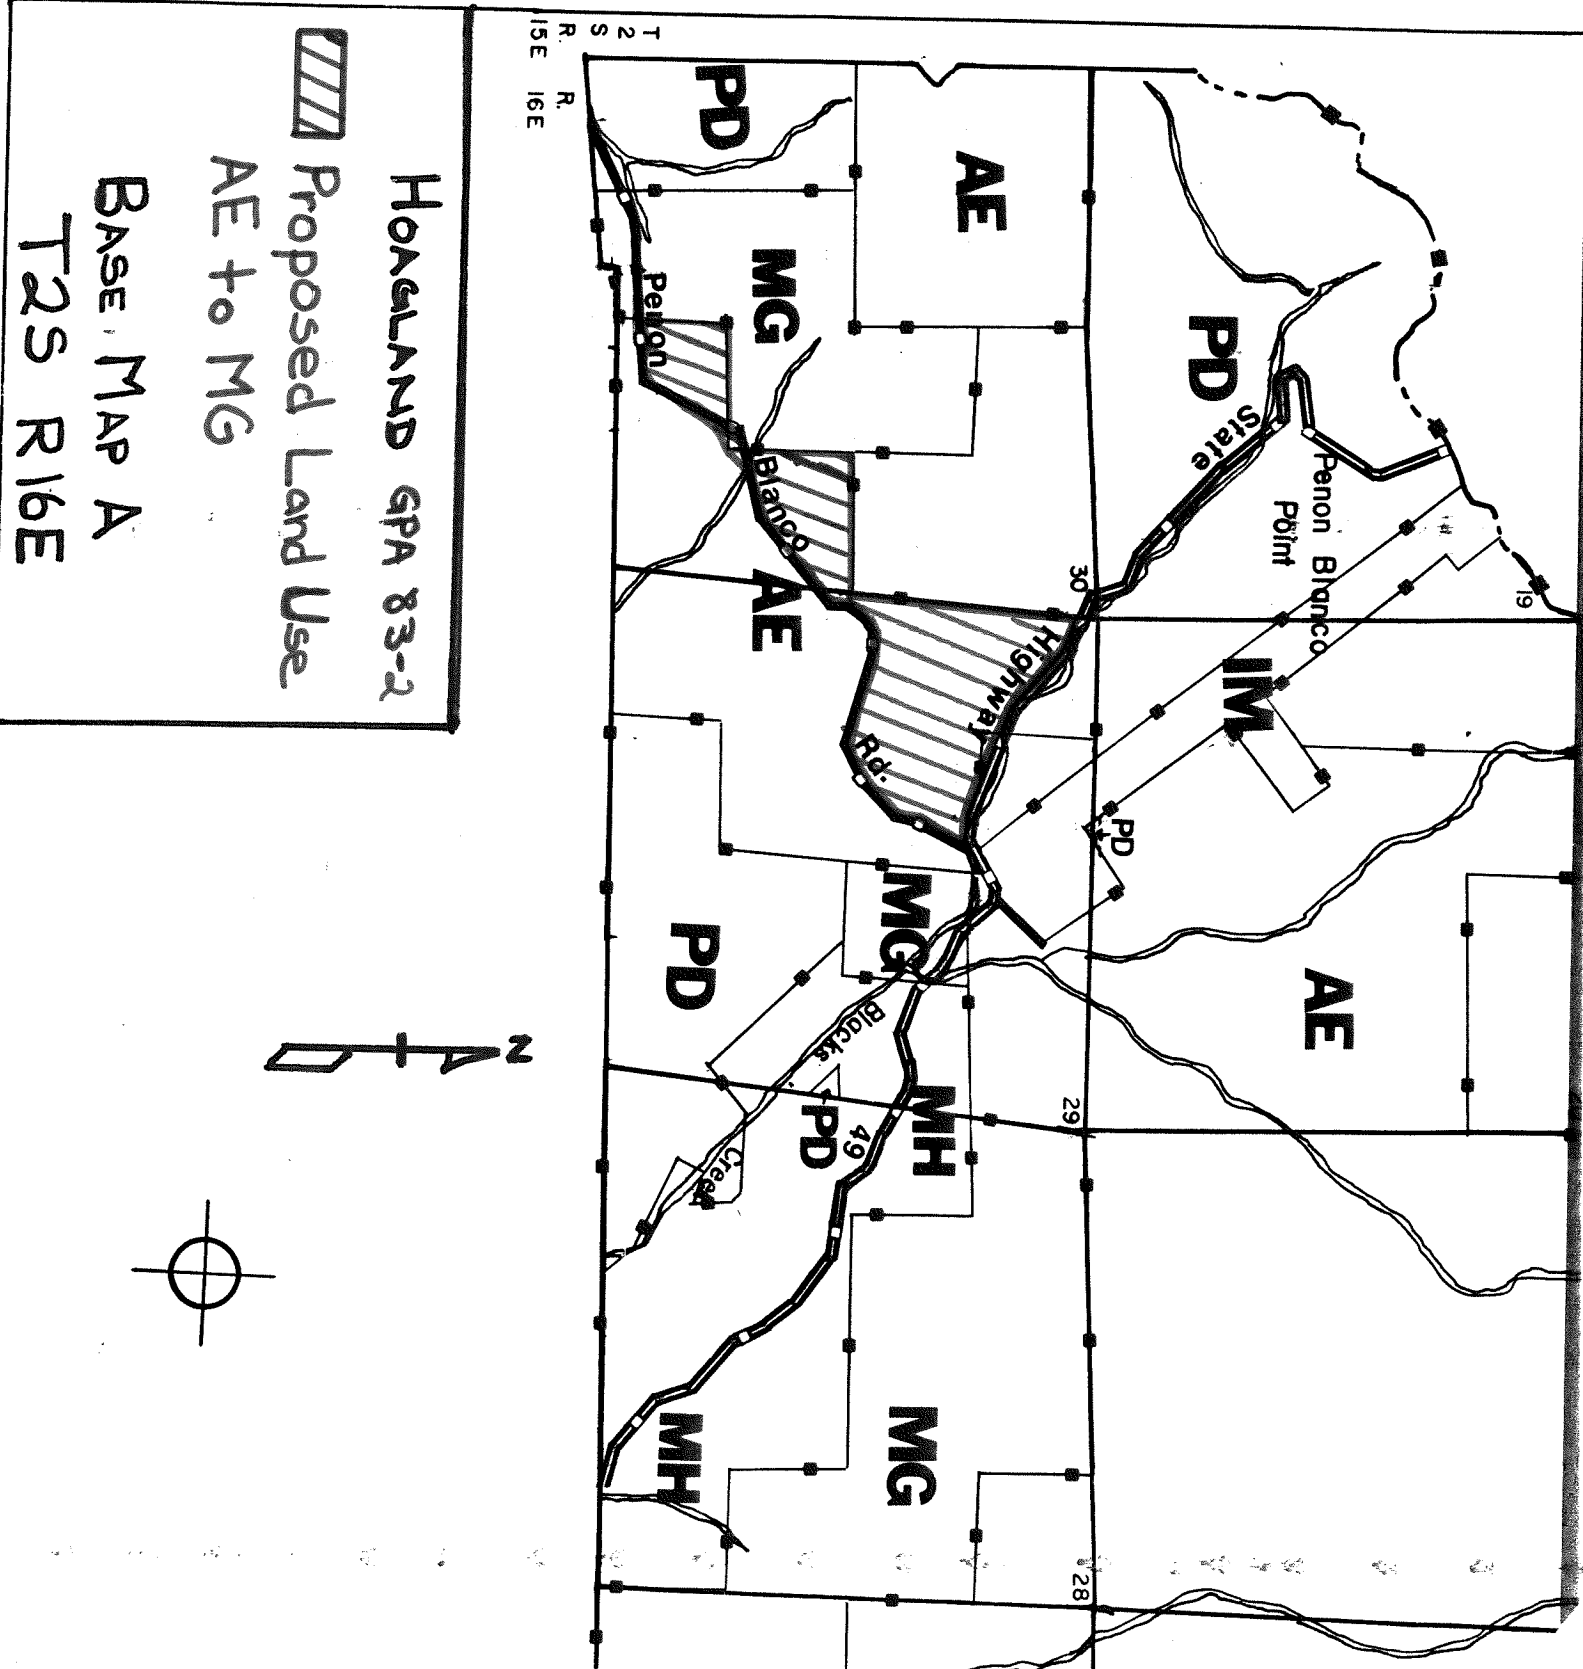 HOAGLAND GPA 83-2
Proposed Land Use
AE to MG
BASE MAP A
T2S R16E
T
2
S
R. R.
15E 16E
PD
AE
MG
PD
State
Penon Blanco
Point
19
30
Penon
Blanco
Rd.
AE
Highway
IM
PD
MG
PD
AE
Blacks
Creek
PD
MH
49
29
MH
MG
28
N